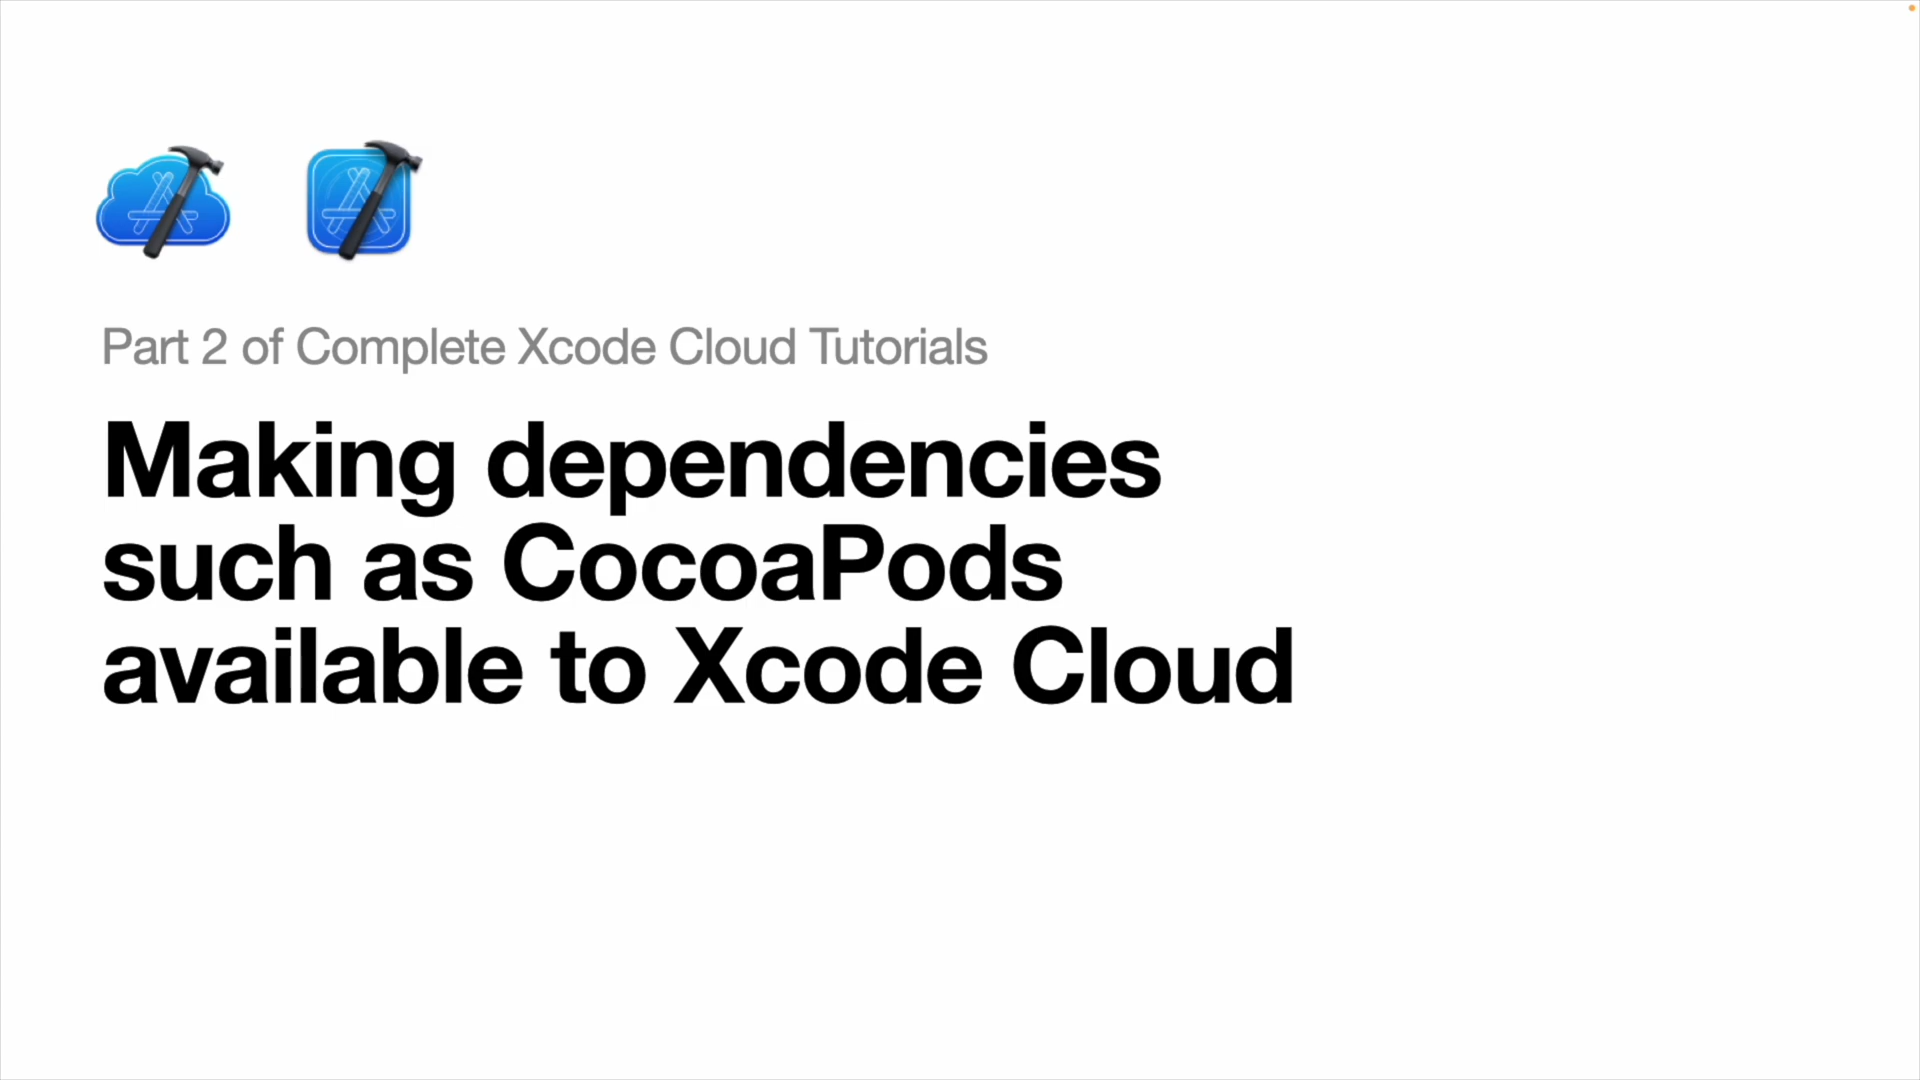 Part 2 of Complete Xcode Cloud Tutorials
Making dependencies
such as CocoaPods
available to Xcode Cloud